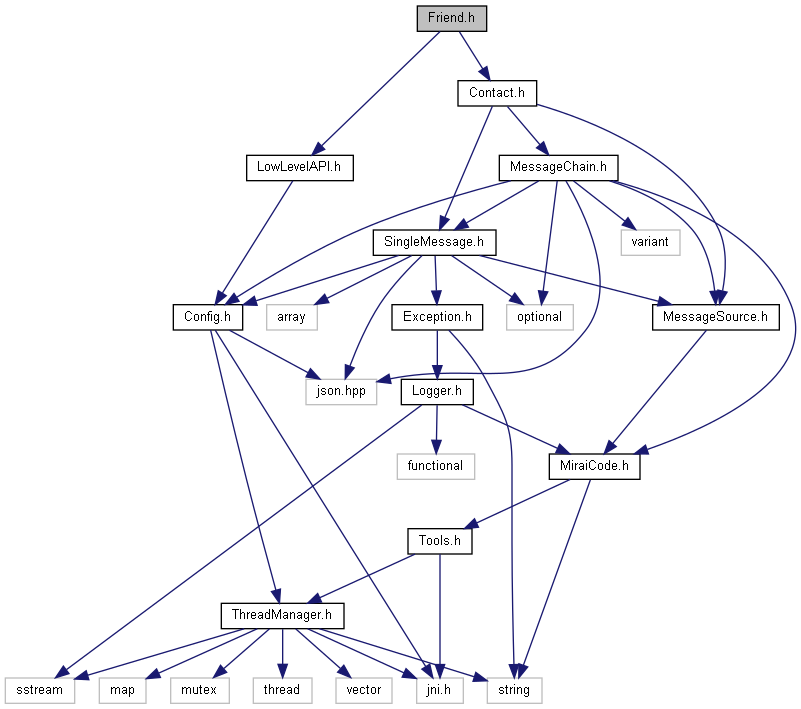 Friend.h
Contact.h
LowLevelAPI.h
MessageChain.h
SingleMessage.h
variant
Config.h
array
Exception.h
optional
MessageSource.h
json.hpp
Logger.h
functional
MiraiCode.h
Tools.h
ThreadManager.h
sstream
map
mutex
thread
vector
jni.h
string